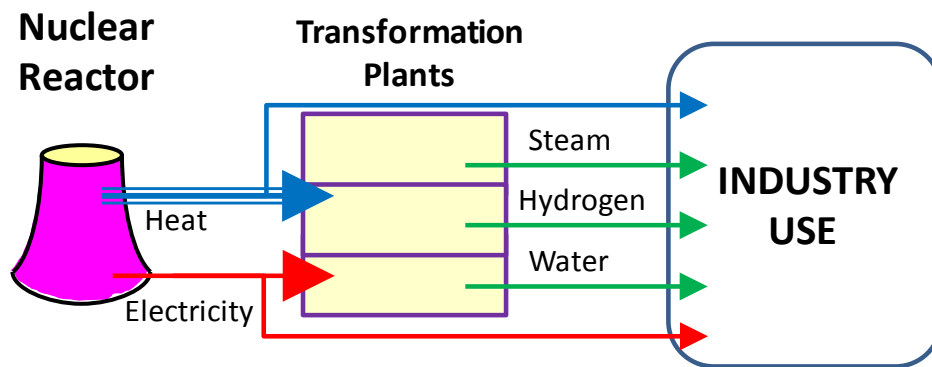 Nuclear
Reactor
Transformation
Plants
Steam
Hydrogen
Water
Heat
Electricity
INDUSTRY
USE